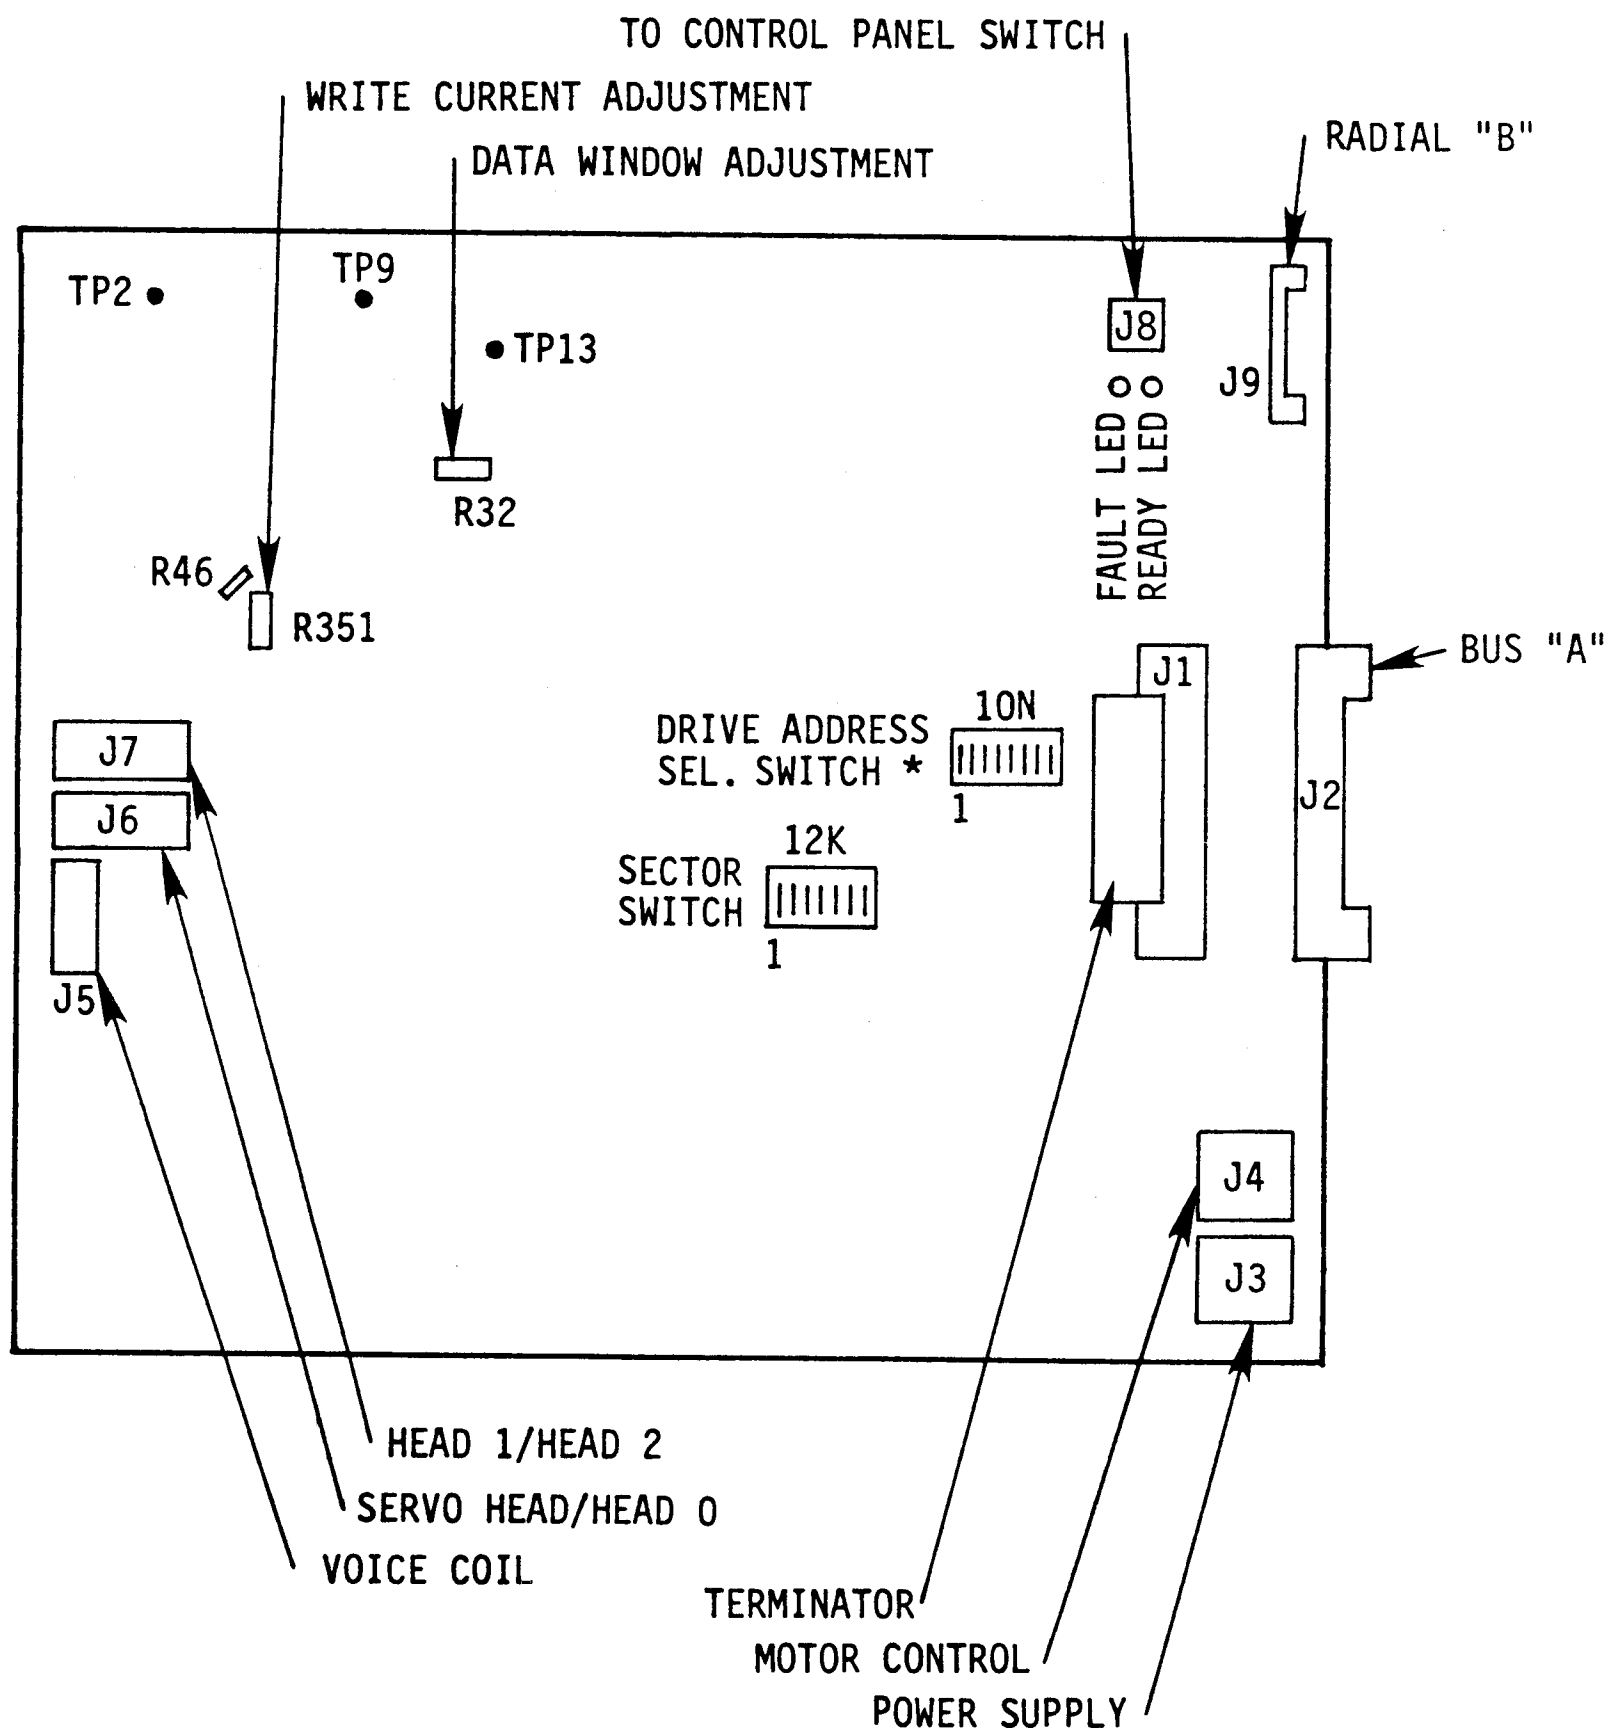 TO CONTROL PANEL SWITCH
WRITE CURRENT ADJUSTMENT
RADIAL "B"
DATA WINDOW ADJUSTMENT
TP9
TP2
J8
TP13
J9
FAULT LED
READY LED
R32
R46
R351
BUS "A"
J1
10N
DRIVE ADDRESS
SEL. SWITCH *
1
J7
J2
J6
12K
SECTOR
SWITCH
1
J5
J4
J3
HEAD 1/HEAD 2
SERVO HEAD/HEAD 0
VOICE COIL
TERMINATOR
MOTOR CONTROL
POWER SUPPLY